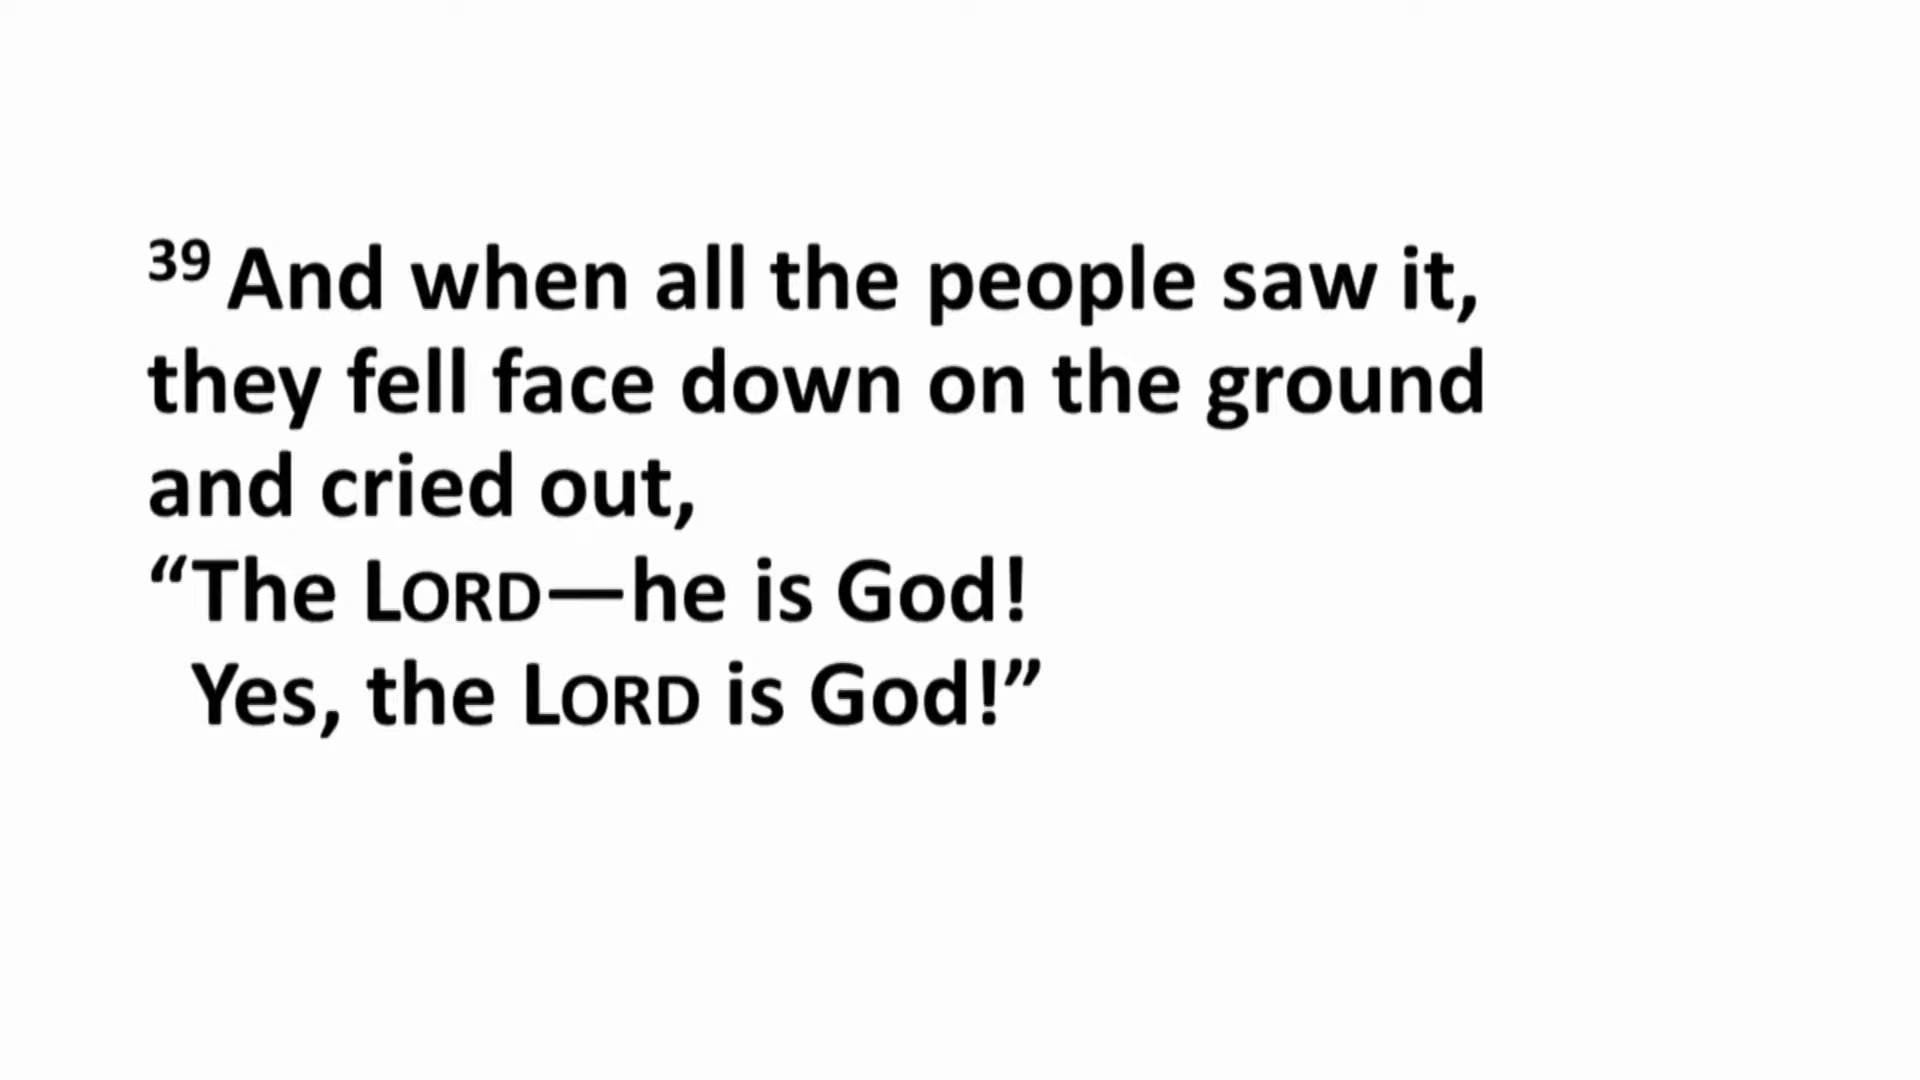 39 And when all the people saw it,
they fell face down on the ground
and cried out,
“The LORD—he is God!
Yes, the LORD is God!”